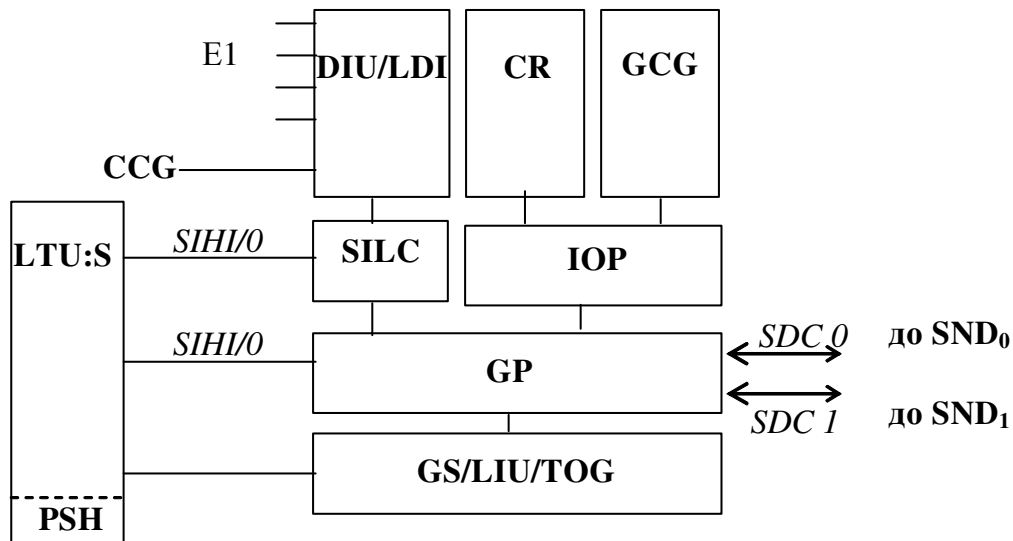 E1
DIU/LDI
CR
GCG
CCG
LTU:S
SIHI/0
SILC
IOP
SIHI/0
GP
SDC 0
до SND₀
SDC 1
до SND₁
GS/LIU/TOG
PSH